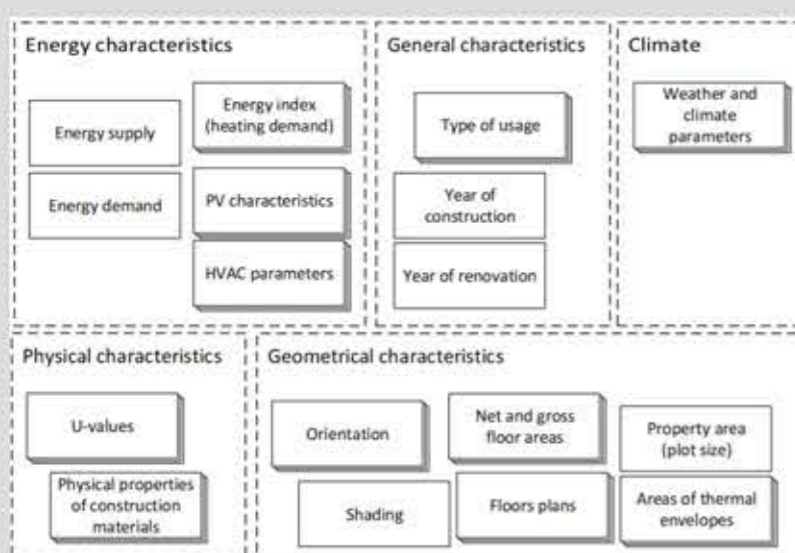 Energy characteristics
Energy supply
Energy index
(heating demand)
Energy demand
PV characteristics
HVAC parameters
General characteristics
Type of usage
Year of
construction
Year of renovation
Climate
Weather and
climate
parameters
Physical characteristics
U-values
Physical properties
of construction
materials
Geometrical characteristics
Orientation
Net and gross
floor areas
Property area
(plot size)
Shading
Floors plans
Areas of thermal
envelopes